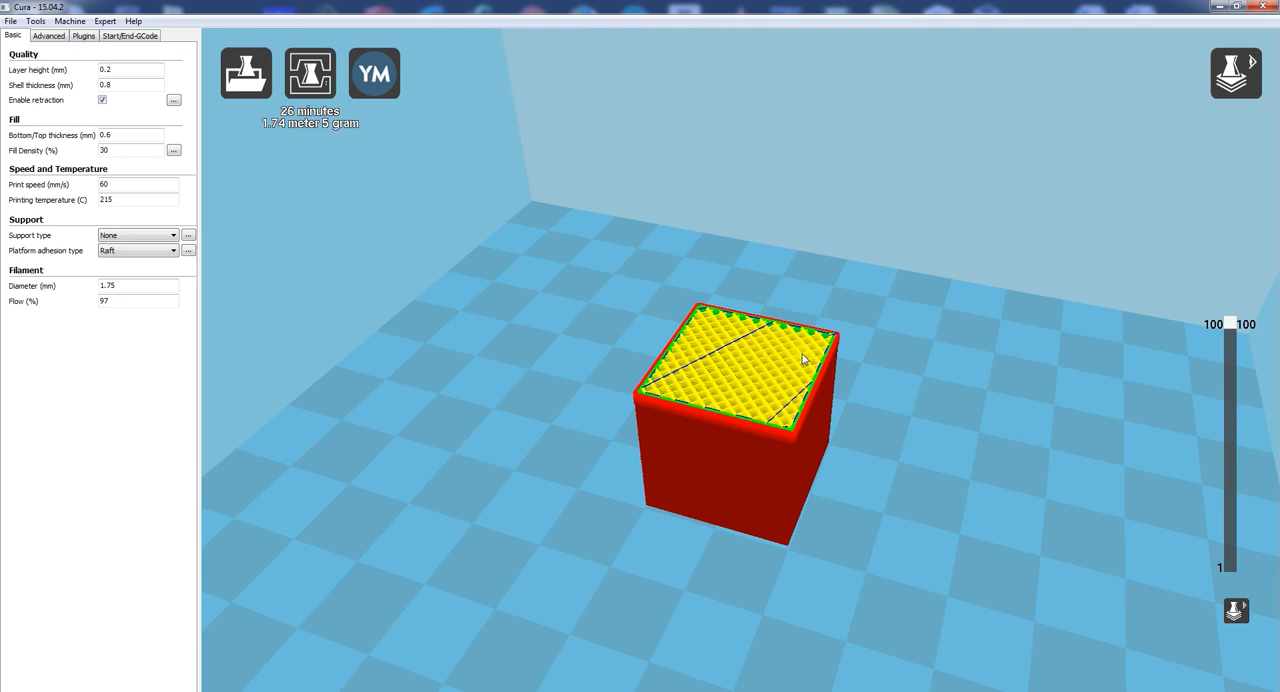 Cura - 15.04.2
File Tools Machine Expert Help
Basic Advanced Plugins Start/End-GCode
Quality
Layer height (mm) 0.2
Shell thickness (mm) 0.8
Enable retraction ...
Fill
Bottom/Top thickness (mm) 0.6
Fill Density (%) 30 ...
Speed and Temperature
Print speed (mm/s) 60
Printing temperature (C) 215
Support
Support type None ...
Platform adhesion type Raft ...
Filament
Diameter (mm) 1.75
Flow (%) 97
YM
26 minutes
1.74 meter 5 gram
100 100
1